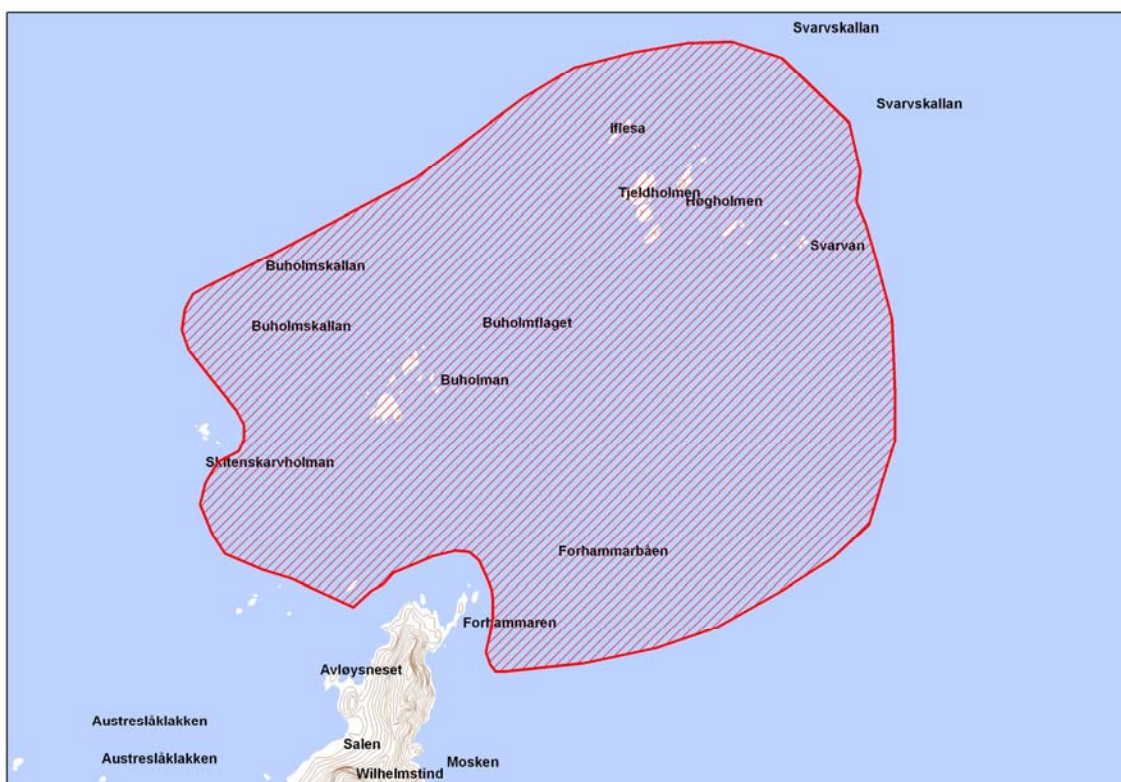 Svarvskallan
Svarvskallan
Iflesa
Tjeldholmen
Høgholmen
Svarvan
Buholmskallan
Buholmskallan
Buholmflaget
Buholman
Skitenskarvholman
Forhammarbåen
Forhammaren
Avløysneset
Austreslåklakken
Salen
Austreslåklakken
Mosken
Wilhelmstind